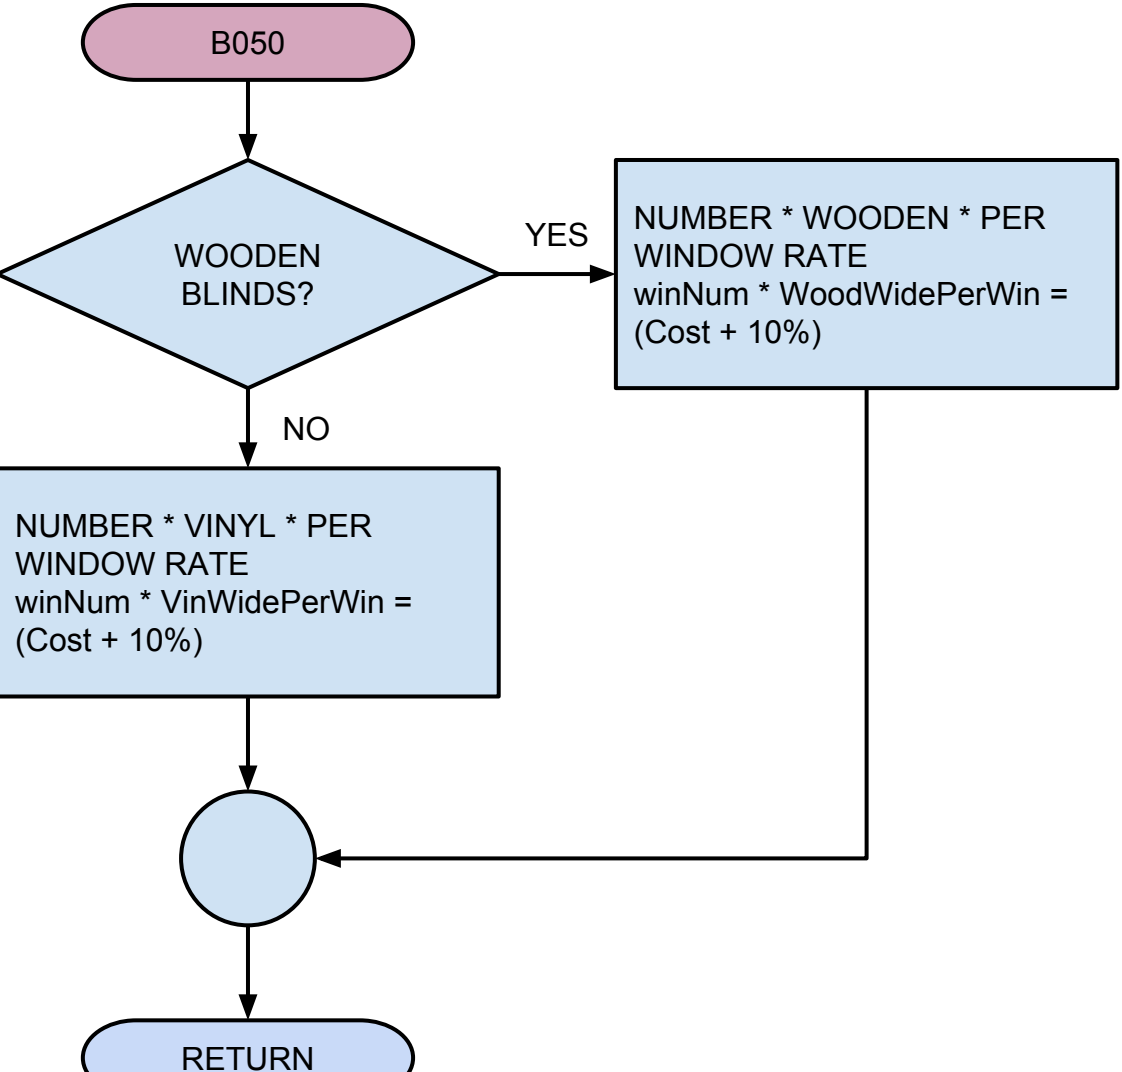 B050
WOODEN
BLINDS?
YES
NUMBER * WOODEN * PER
WINDOW RATE
winNum * WoodWidePerWin =
(Cost + 10%)
NO
NUMBER * VINYL * PER
WINDOW RATE
winNum * VinWidePerWin =
(Cost + 10%)
RETURN